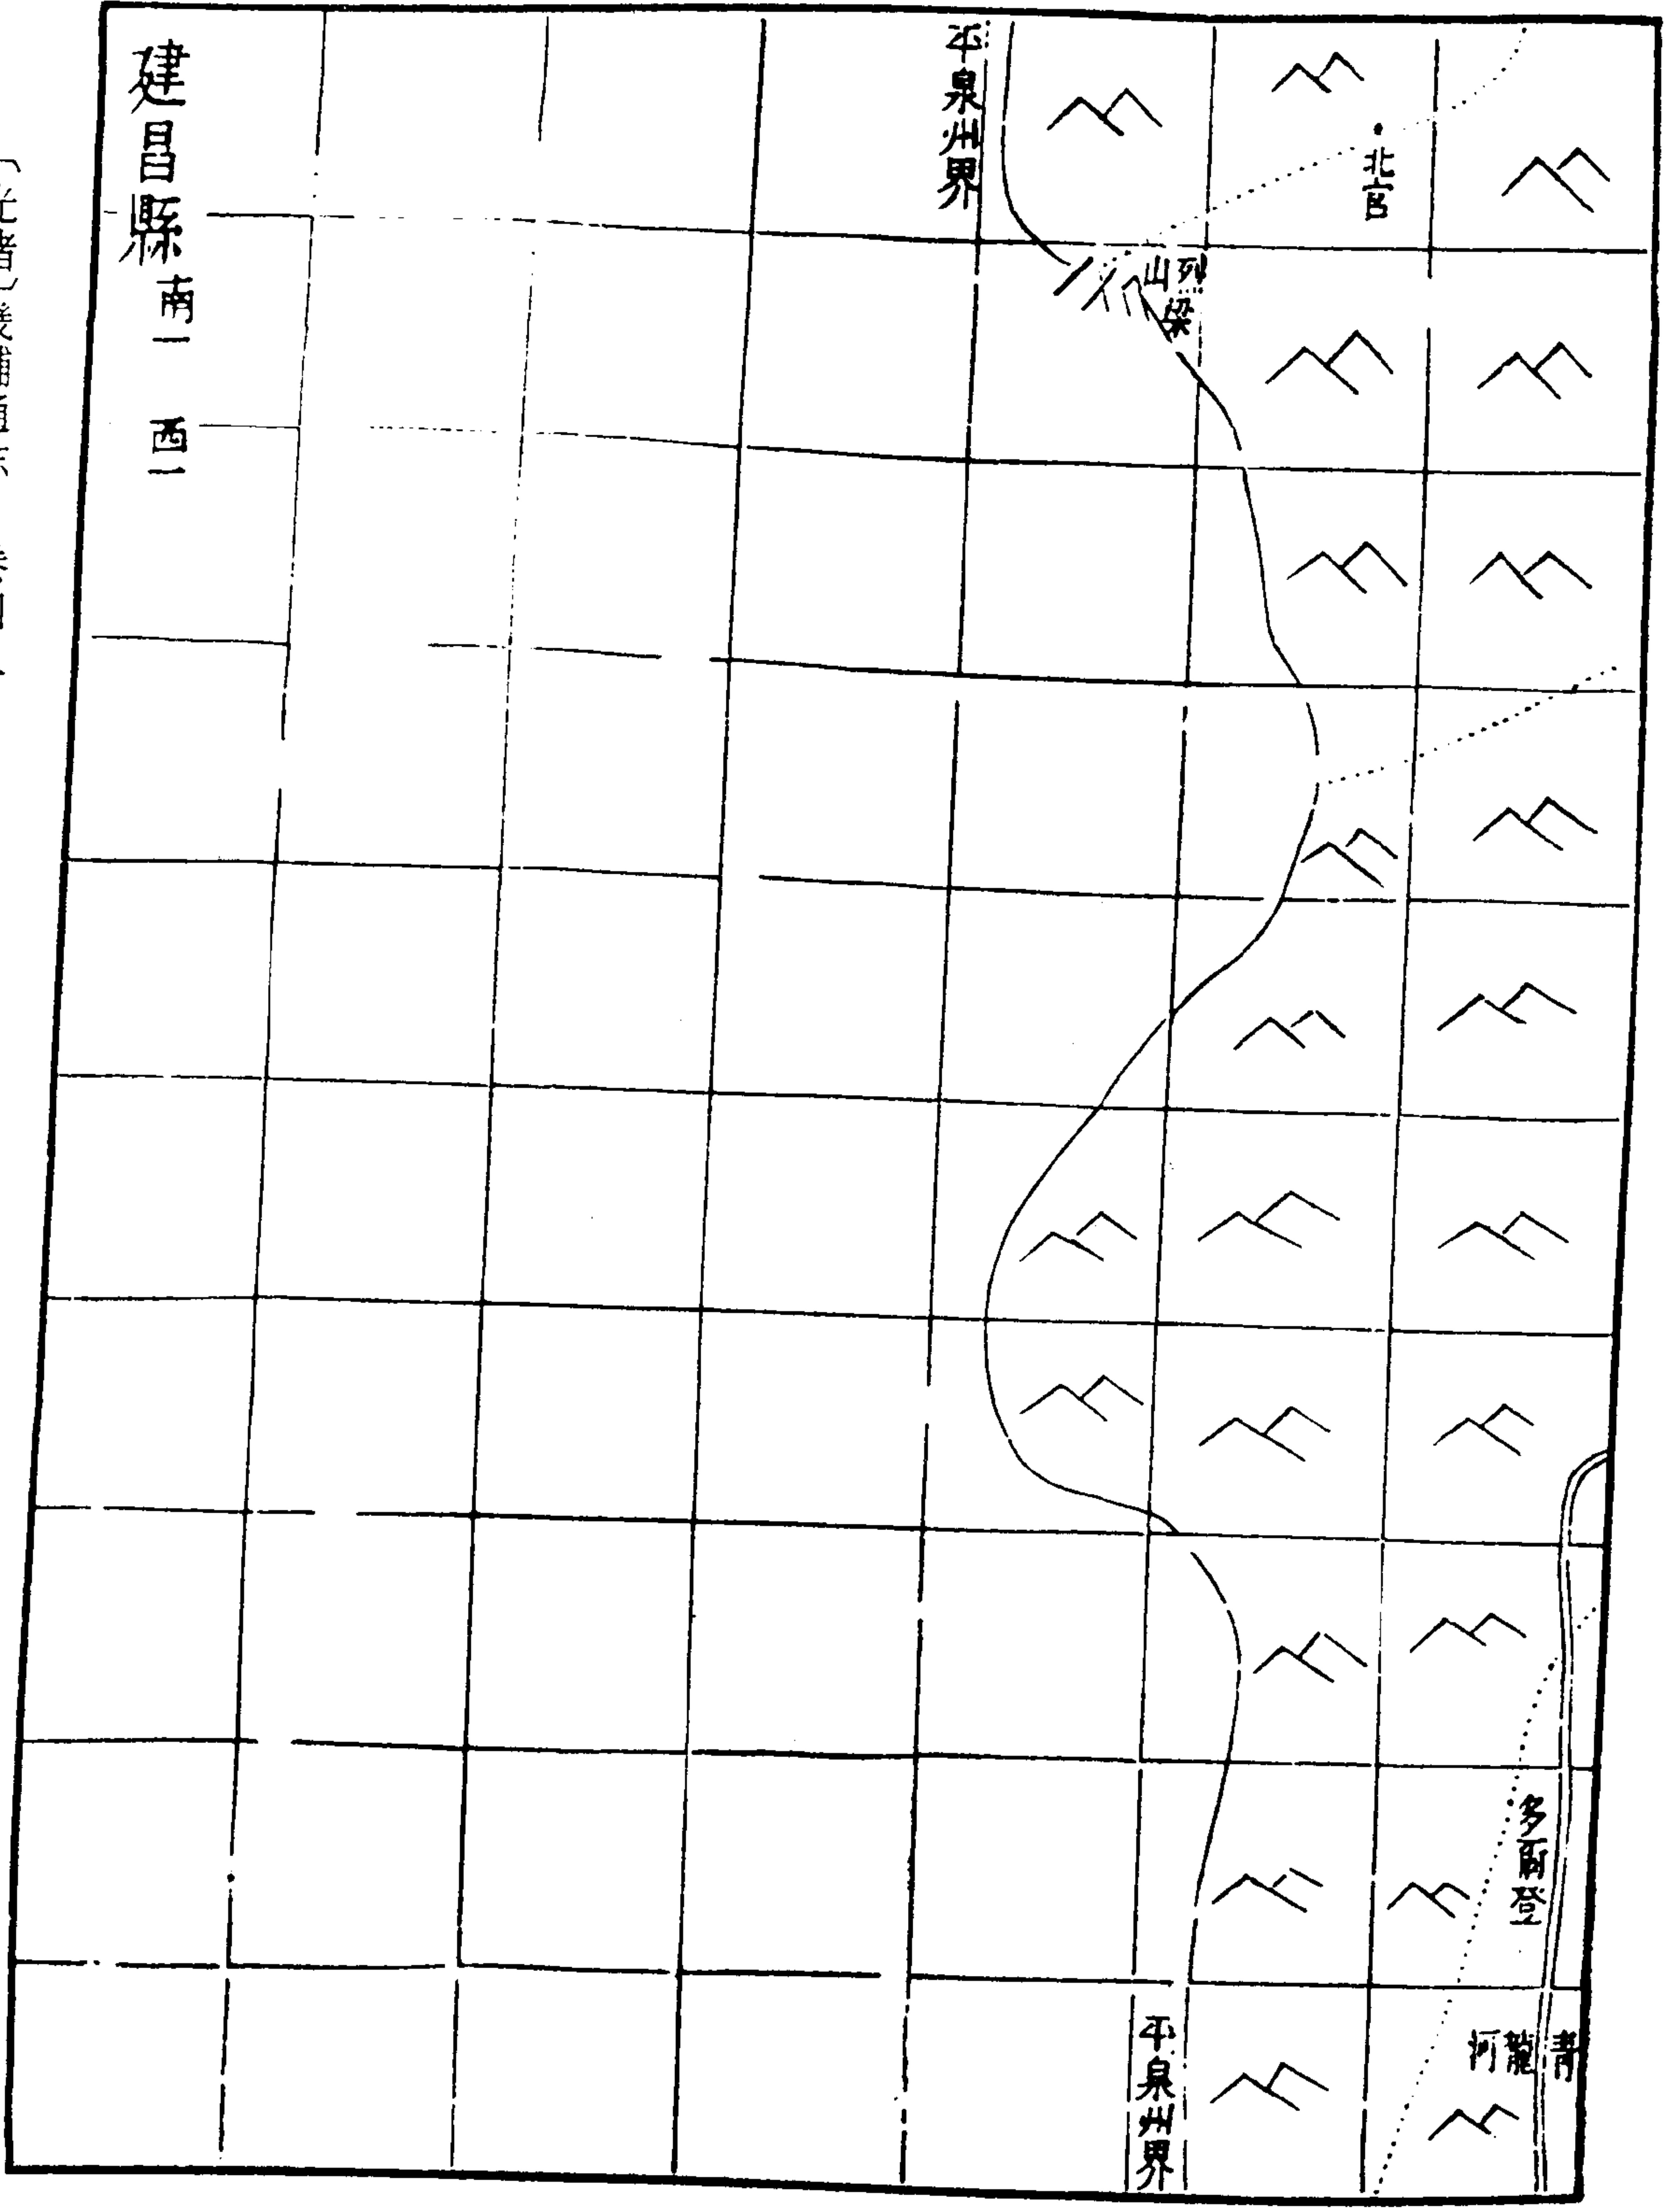 建昌縣南一 西一
平泉州界
北官
烈山梁
多爾登
青龍河
平泉州界